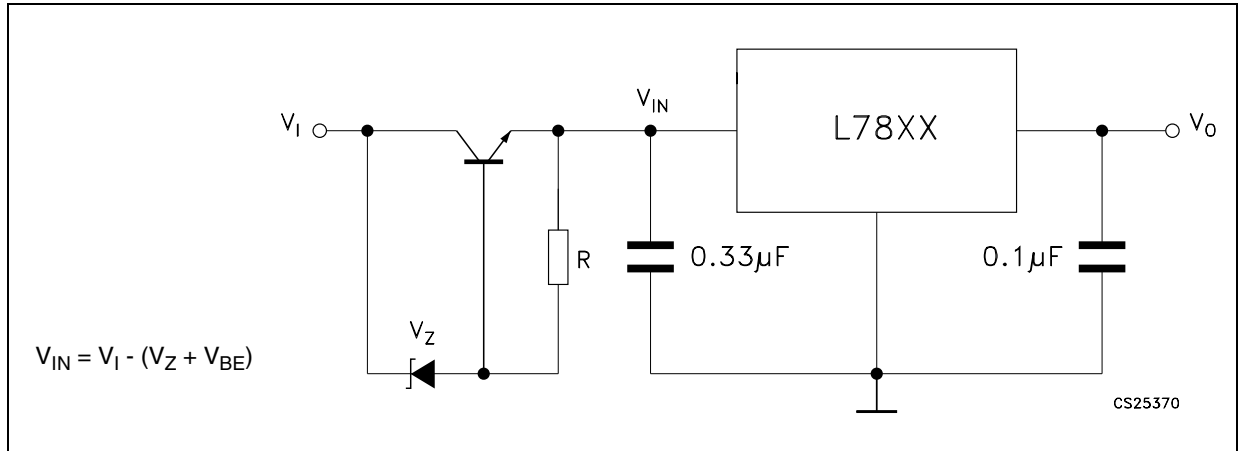 V_IN
V_I
L78XX
V_O
R
0.33µF
0.1µF
V_Z
V_IN = V_I - (V_Z + V_BE)
CS25370